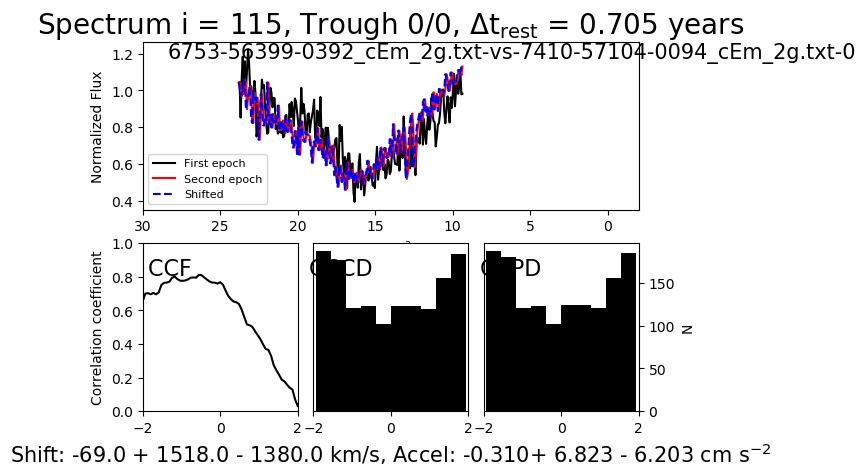 Spectrum i = 115, Trough 0/0, Δt_rest = 0.705 years
6753-56399-0392_cEm_2g.txt-vs-7410-57104-0094_cEm_2g.txt-0
Normalized Flux
1.2
1.0
0.8
0.6
0.4
First epoch
Second epoch
Shifted
30 25 20 15 10 5 0
CCF
Correlation coefficient
1.0
0.8
0.6
0.4
0.2
0.0
−2 0 2
−2 0 2
−2 0 2
150
100
50
0
N
Shift: -69.0 + 1518.0 - 1380.0 km/s, Accel: -0.310+ 6.823 - 6.203 cm s⁻²